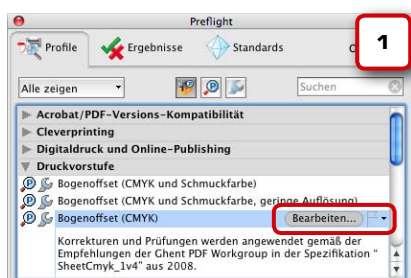 Preflight
1
Profile Ergebnisse Standards
Alle zeigen Suchen
Acrobat/PDF-Versions-Kompatibilität
Cleverprinting
Digitaldruck und Online-Publishing
Druckvorstufe
Bogenoffset (CMYK und Schmuckfarbe)
Bogenoffset (CMYK und Schmuckfarbe, geringe Auflösung)
Bogenoffset (CMYK) Bearbeiten...
Korrekturen und Prüfungen werden angewendet gemäß der
Empfehlungen der Ghent PDF Workgroup in der Spezifikation "
SheetCmyk_1v4" aus 2008.